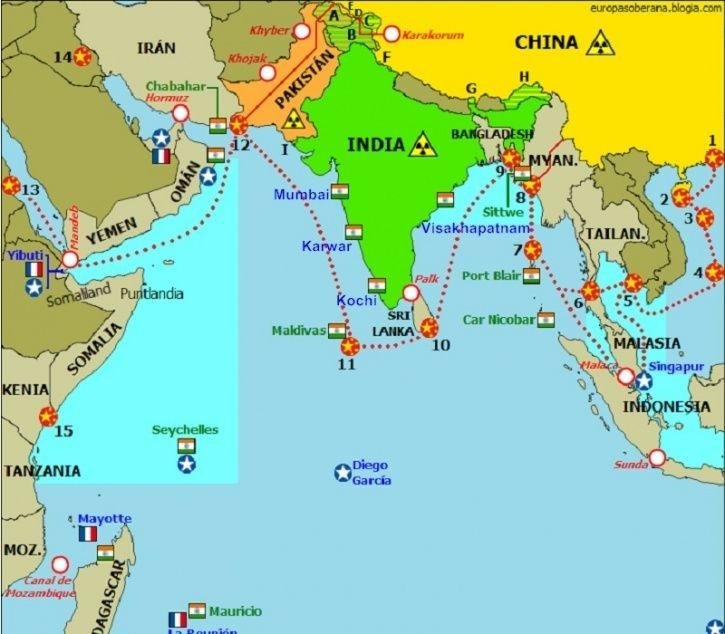 europasoberana.blogia.com
Khyber
A
E
D
C
B
Karakorum
F
CHINA
14
IRÁN
Khojak
PAKISTÁN
Chabahar
Hormuz
12
I
INDIA
G
H
BANGLADESH
9
MYAN.
8
1
2
3
4
13
OMÁN
YEMEN
Mandeb
Mumbai
Karwar
Visakhapatnam
Sittwe
TAILAN.
Yibuti
Somaliland
Puntlandia
Kochi
Palk
7
Port Blair
6
5
SRI
LANKA
10
Maldivas
11
Car Nicobar
MALASIA
Malaca
Singapur
SOMALIA
KENIA
15
INDONESIA
Seychelles
Diego
García
Sunda
TANZANIA
Mayotte
MOZ.
Canal de
Mozambique
DAGASCAR
Mauricio
La Reunión